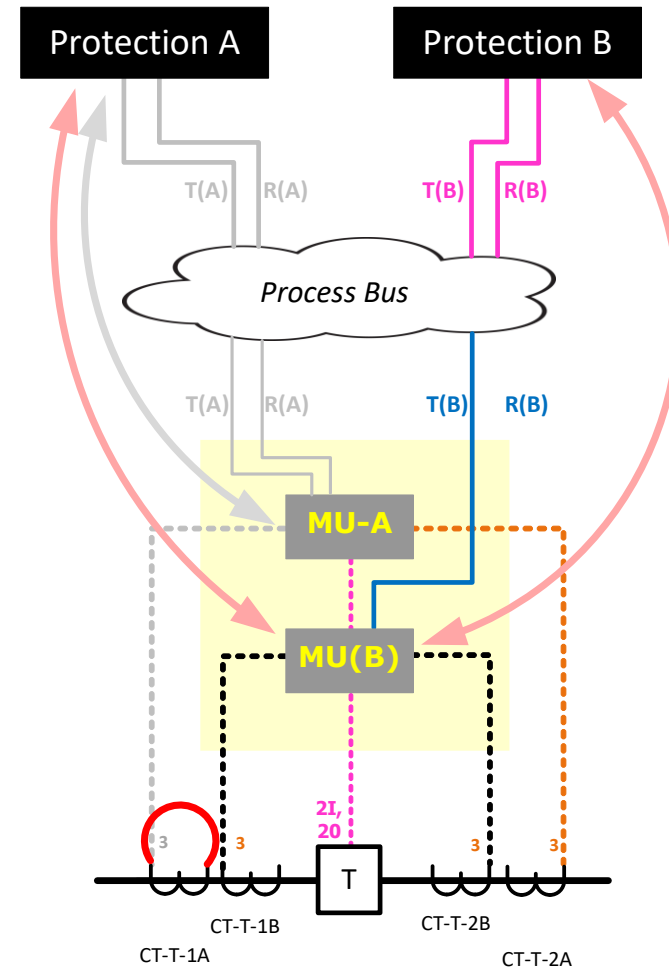 Protection A
Protection B
T(A)
R(A)
T(B)
R(B)
Process Bus
T(A)
R(A)
T(B)
R(B)
MU-A
MU(B)
2I,
20
3
3
3
3
T
CT-T-1B
CT-T-2B
CT-T-1A
CT-T-2A